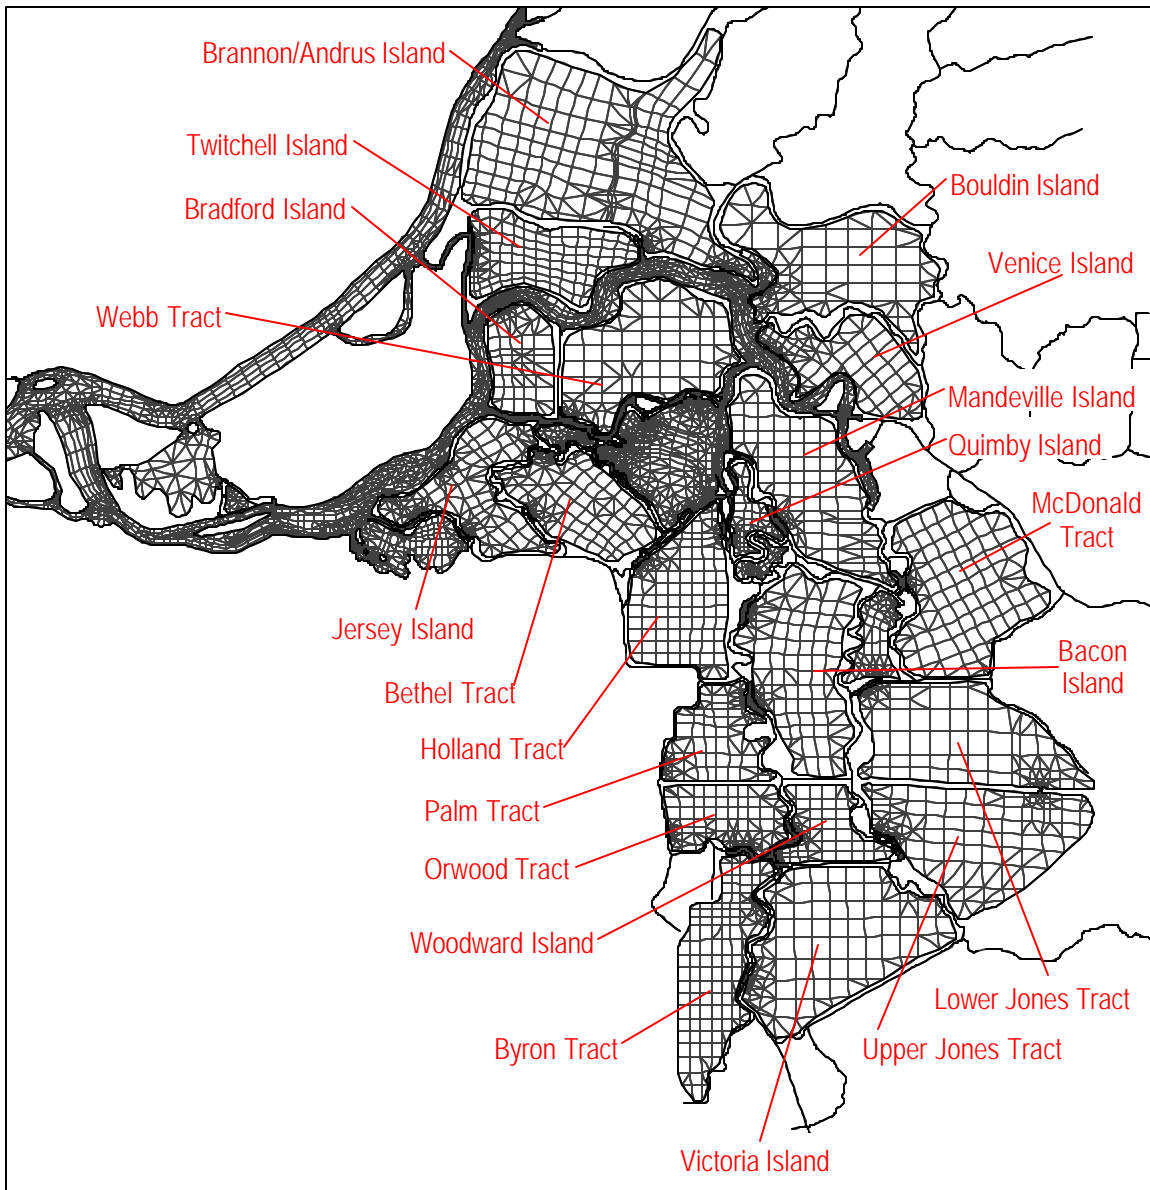 Brannon/Andrus Island
Twitchell Island
Bradford Island
Bouldin Island
Venice Island
Webb Tract
Mandeville Island
Quimby Island
McDonald
Tract
Jersey Island
Bacon
Island
Bethel Tract
Holland Tract
Palm Tract
Orwood Tract
Woodward Island
Lower Jones Tract
Byron Tract
Upper Jones Tract
Victoria Island